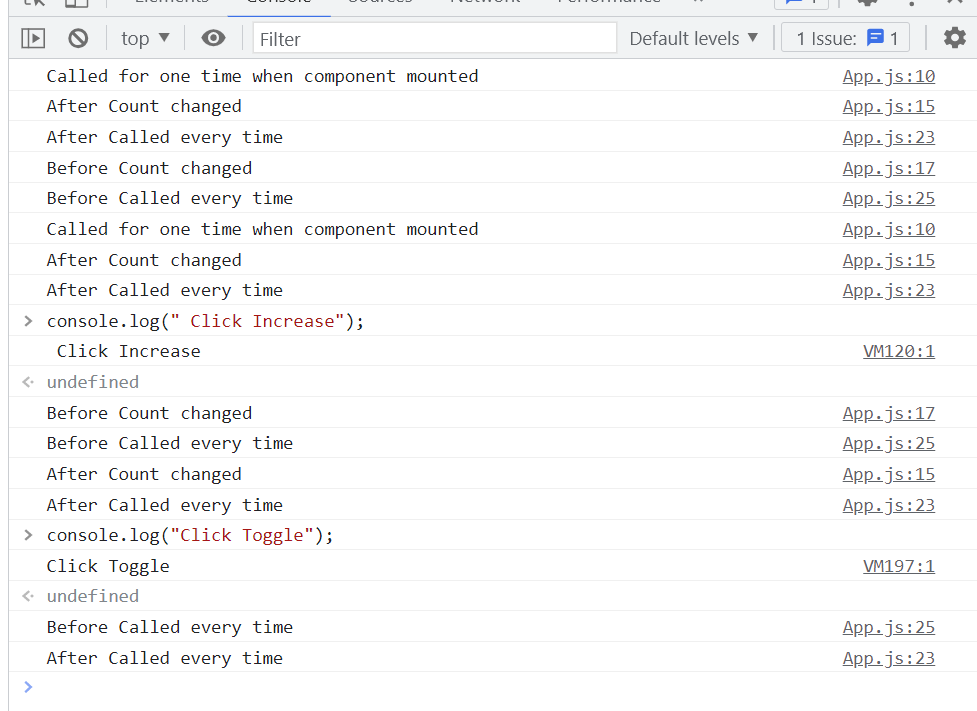 Elements Console Sources Network Performance 1
top Filter Default levels 1 Issue: 1
Called for one time when component mounted App.js:10
After Count changed App.js:15
After Called every time App.js:23
Before Count changed App.js:17
Before Called every time App.js:25
Called for one time when component mounted App.js:10
After Count changed App.js:15
After Called every time App.js:23
> console.log(" Click Increase");
Click Increase VM120:1
undefined
Before Count changed App.js:17
Before Called every time App.js:25
After Count changed App.js:15
After Called every time App.js:23
> console.log("Click Toggle");
Click Toggle VM197:1
undefined
Before Called every time App.js:25
After Called every time App.js:23
>